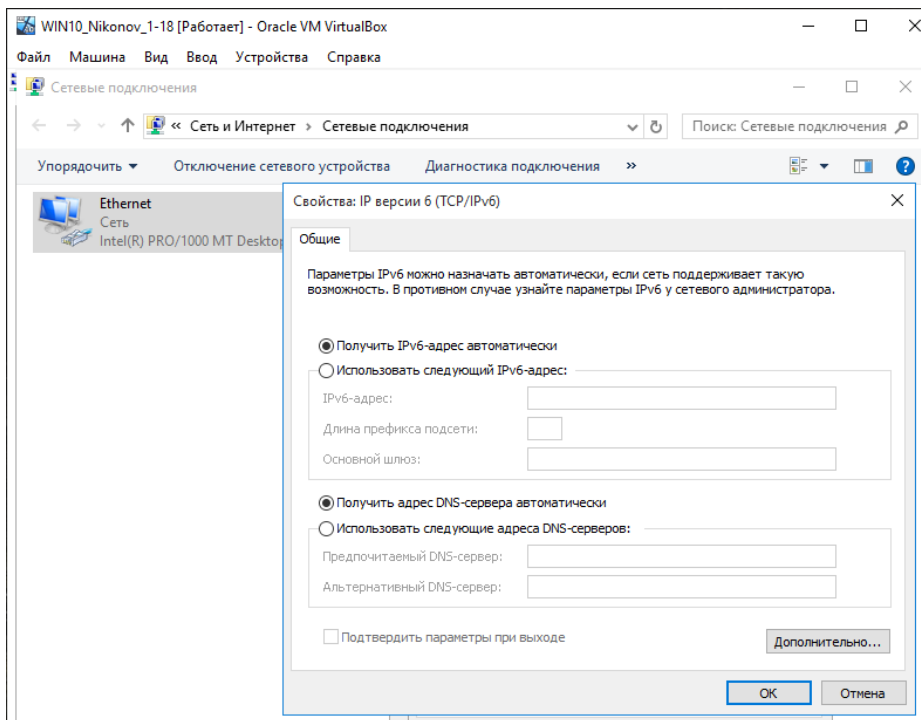 WIN10_Nikonov_1-18 [Работает] - Oracle VM VirtualBox
Файл Машина Вид Ввод Устройства Справка
Сетевые подключения
« Сеть и Интернет › Сетевые подключения
Поиск: Сетевые подключения
Упорядочить Отключение сетевого устройства Диагностика подключения »
Ethernet
Сеть
Intel(R) PRO/1000 MT Desktop
Свойства: IP версии 6 (TCP/IPv6)
Общие
Параметры IPv6 можно назначать автоматически, если сеть поддерживает такую
возможность. В противном случае узнайте параметры IPv6 у сетевого администратора.
Получить IPv6-адрес автоматически
Использовать следующий IPv6-адрес:
IPv6-адрес:
Длина префикса подсети:
Основной шлюз:
Получить адрес DNS-сервера автоматически
Использовать следующие адреса DNS-серверов:
Предпочитаемый DNS-сервер:
Альтернативный DNS-сервер:
Подтвердить параметры при выходе
Дополнительно...
ОК
Отмена